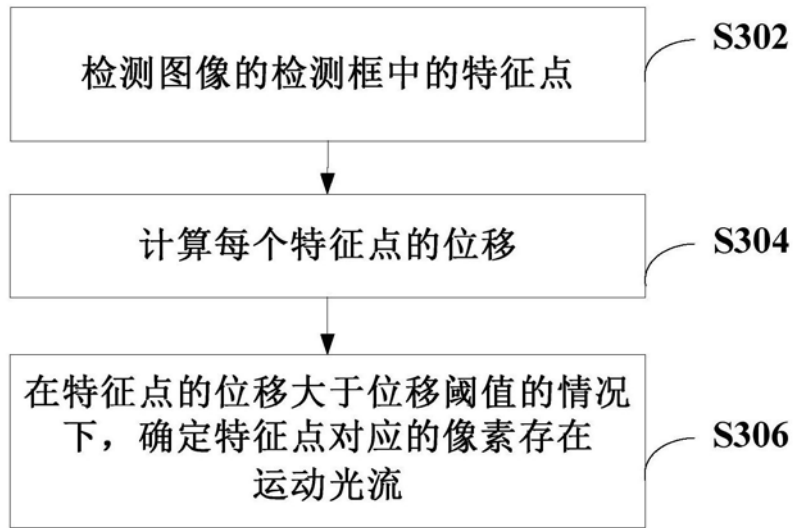 检测图像的检测框中的特征点
S302
计算每个特征点的位移
S304
在特征点的位移大于位移阈值的情况
下，确定特征点对应的像素存在
运动光流
S306